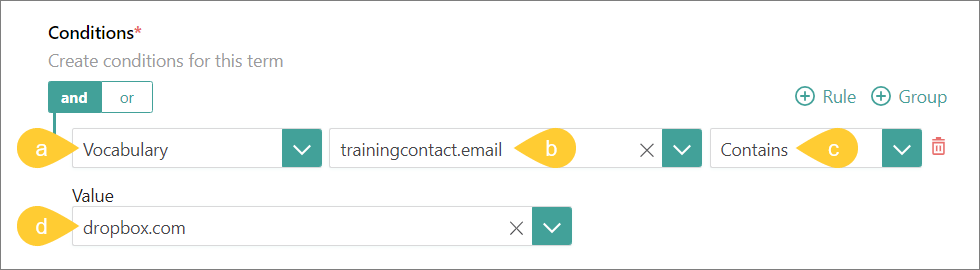 Conditions*
Create conditions for this term
and or
Rule Group
a Vocabulary trainingcontact.email b Contains c
Value
d dropbox.com